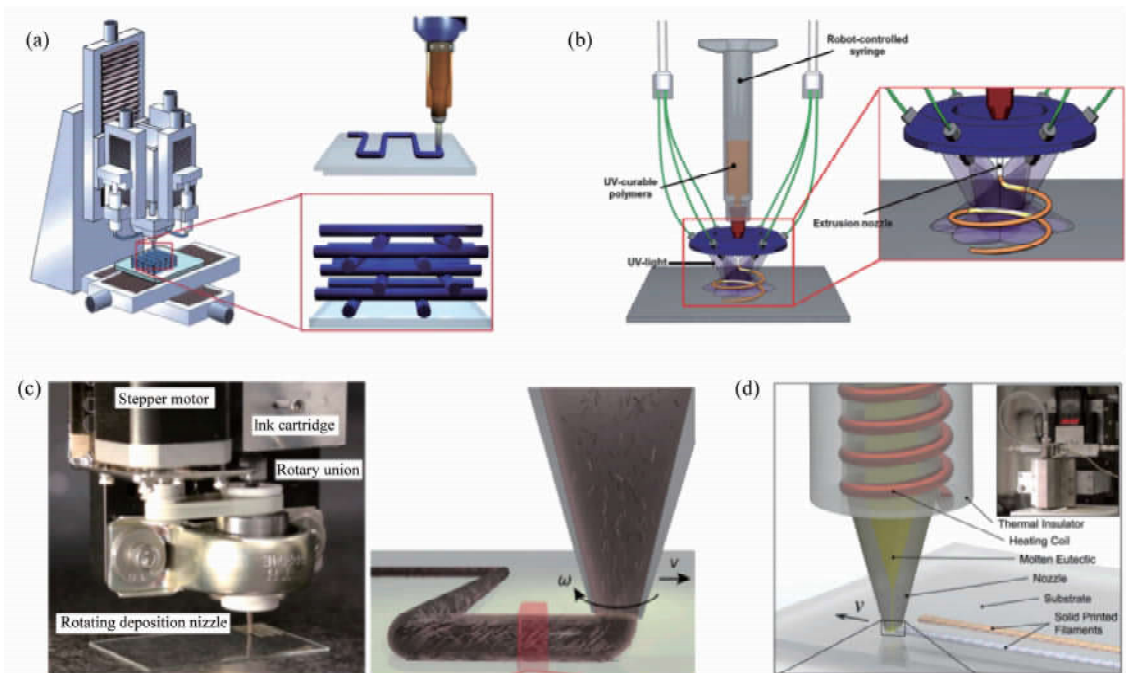 (a)
(b)
Robot-controlled
syringe
UV-curable
polymers
UV-light
Extrusion nozzle
(c)
Stepper motor
Ink cartridge
Rotary union
Rotating deposition nizzle
ω
v
(d)
Thermal Insulator
Heating Coil
Molten Eutectic
Nozzle
Substrate
Solid Printed
Filaments
v